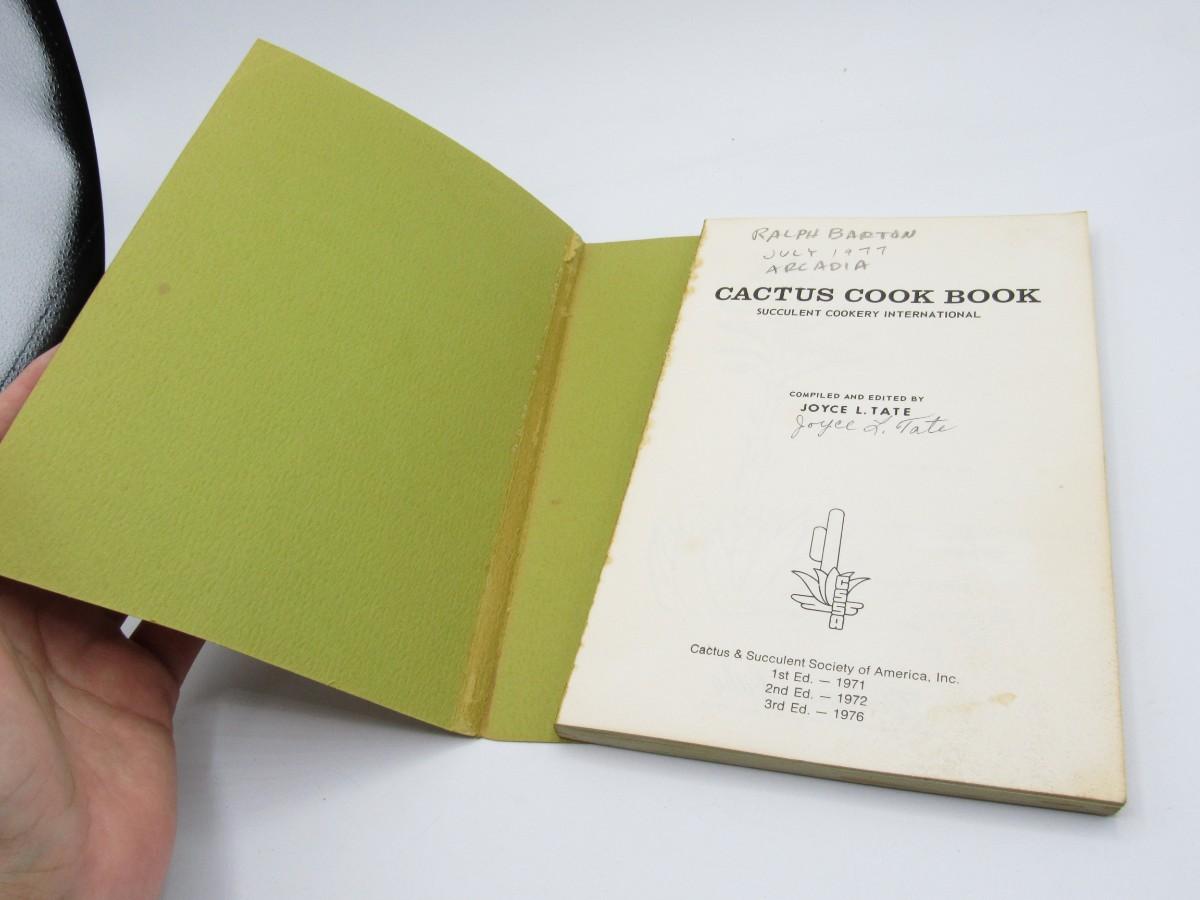 RALPH BARTON
JULY 1977
ARCADIA
CACTUS COOK BOOK
SUCCULENT COOKERY INTERNATIONAL
COMPILED AND EDITED BY
JOYCE L. TATE
Joyce L. Tate
CSSA
Cactus & Succulent Society of America, Inc.
1st Ed. — 1971
2nd Ed. — 1972
3rd Ed. — 1976